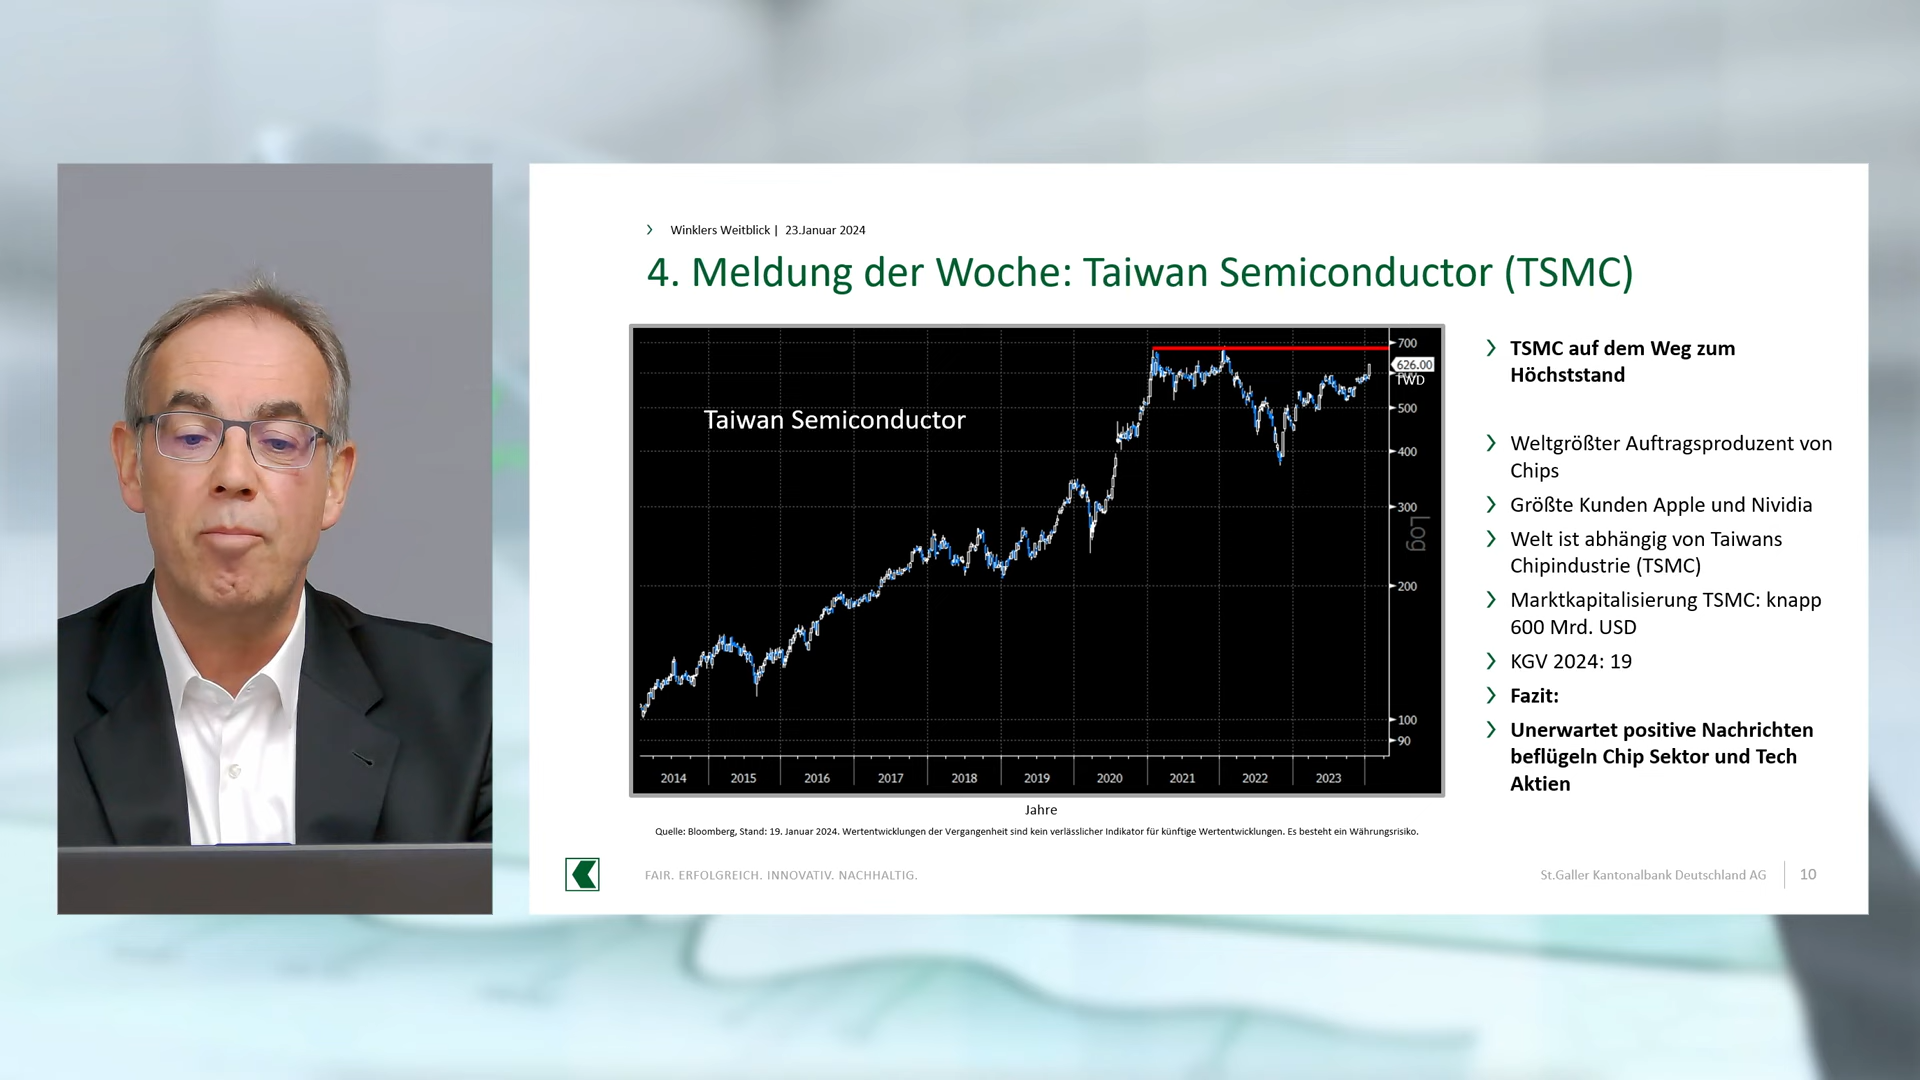 Winklers Weitblick | 23.Januar 2024
4. Meldung der Woche: Taiwan Semiconductor (TSMC)
Taiwan Semiconductor
700
626.00
TWD
500
400
300
Log
200
100
90
2014 2015 2016 2017 2018 2019 2020 2021 2022 2023
Jahre
Quelle: Bloomberg, Stand: 19. Januar 2024. Wertentwicklungen der Vergangenheit sind kein verlässlicher Indikator für künftige Wertentwicklungen. Es besteht ein Währungsrisiko.
TSMC auf dem Weg zum
Höchststand
Weltgrößter Auftragsproduzent von
Chips
Größte Kunden Apple und Nividia
Welt ist abhängig von Taiwans
Chipindustrie (TSMC)
Marktkapitalisierung TSMC: knapp
600 Mrd. USD
KGV 2024: 19
Fazit:
Unerwartet positive Nachrichten
beflügeln Chip Sektor und Tech
Aktien
FAIR. ERFOLGREICH. INNOVATIV. NACHHALTIG.
St.Galler Kantonalbank Deutschland AG
10